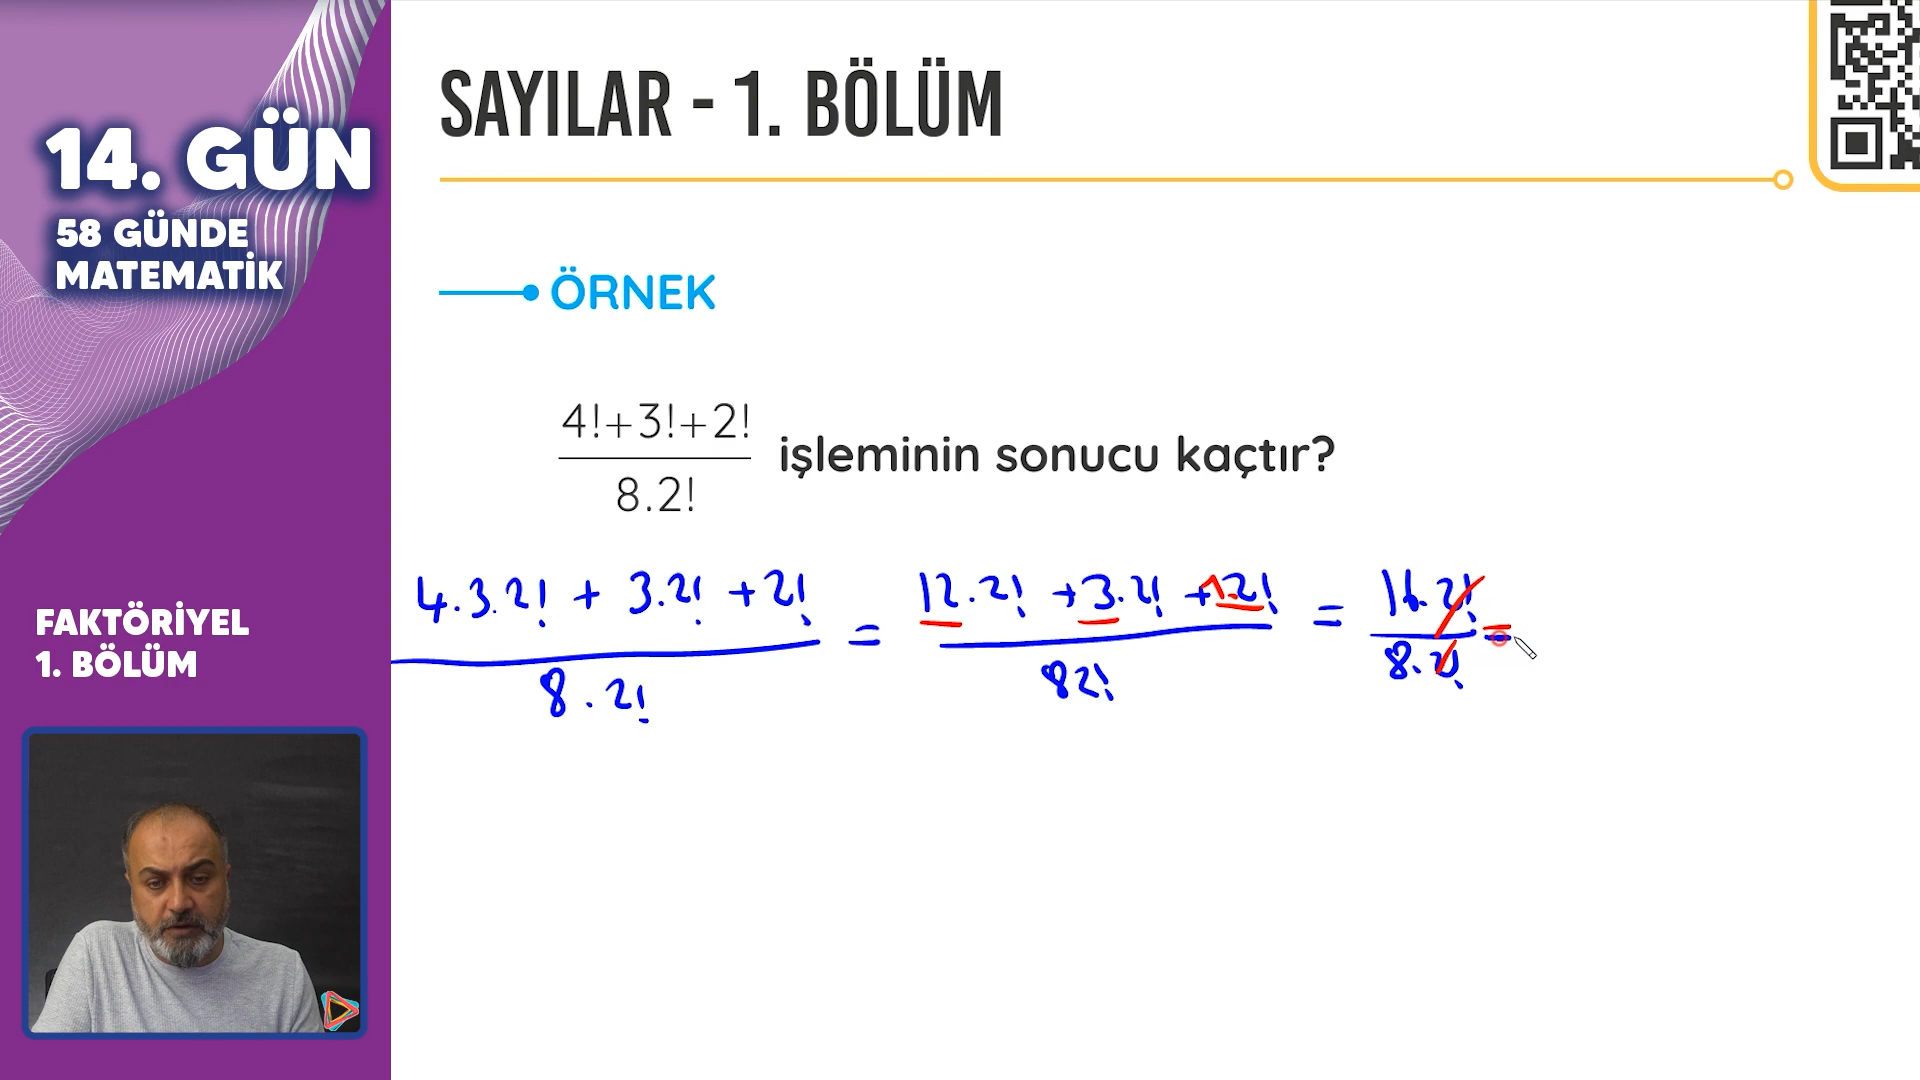 14. GÜN
58 GÜNDE
MATEMATİK
FAKTÖRİYEL
1. BÖLÜM
SAYILAR - 1. BÖLÜM
ÖRNEK
4!+3!+2!
8.2!
işleminin sonucu kaçtır?
4.3.2! + 3.2! +2!
8.2!
=
12.2! +3.2! +1.2!
82!
=
16.2!
8.2!
=